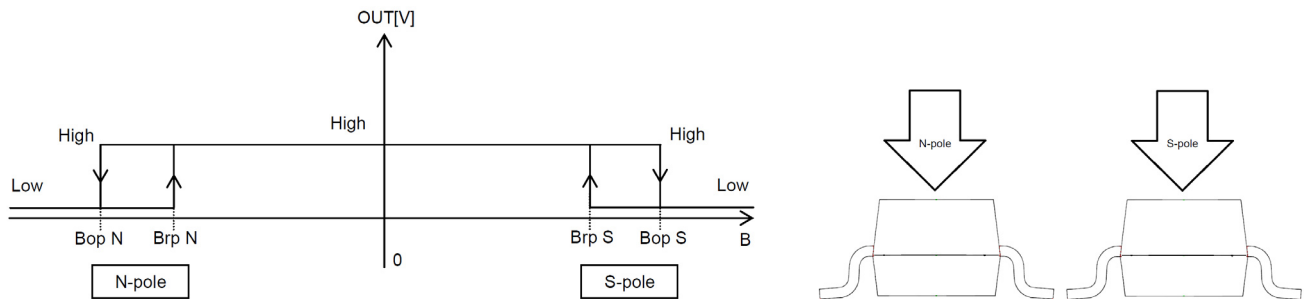 OUT[V]
High
High
High
Low
Low
Bop N
Brp N
Brp S
Bop S
B
0
N-pole
S-pole
N-pole
S-pole